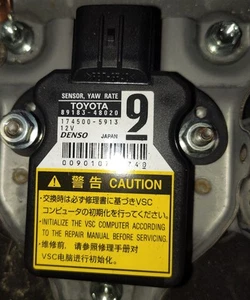 SENSOR, YAW RATE
TOYOTA
89183-48020
174500-5913
12V
DENSO JAPAN
9
警告 CAUTION
•交換時は必ず修理書に基づきVSC
コンピュータの初期化を行ってください。
•INITIALIZE THE VSC COMPUTER ACCORDING
TO THE REPAIR MANUAL BEFORE SERVICING.
维修前，请参照修理手册对
VSC电脑进行初始化。